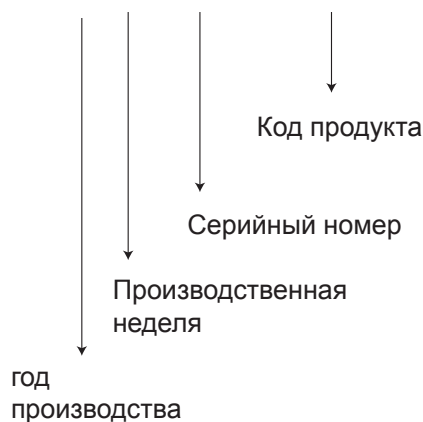 Код продукта
Серийный номер
Производственная
неделя
год
производства